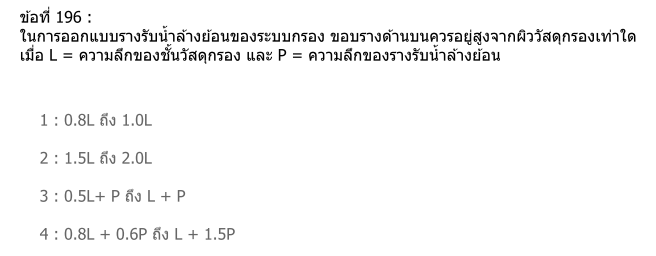 ข้อที่ 196 :
ในการออกแบบรางรับน้ำล้างย้อนของระบบกรอง ขอบรางด้านบนควรอยู่สูงจากผิววัสดุกรองเท่าใด
เมื่อ L = ความลึกของชั้นวัสดุกรอง และ P = ความลึกของรางรับน้ำล้างย้อน
1 : 0.8L ถึง 1.0L
2 : 1.5L ถึง 2.0L
3 : 0.5L+ P ถึง L + P
4 : 0.8L + 0.6P ถึง L + 1.5P